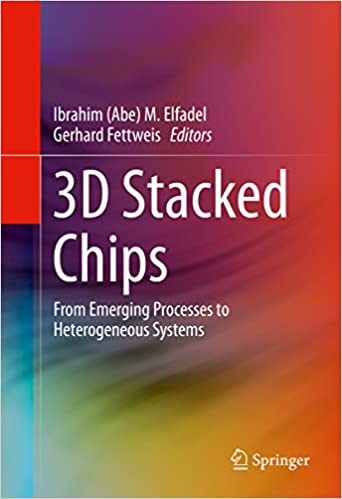 Ibrahim (Abe) M. Elfadel
Gerhard Fettweis Editors
3D Stacked
Chips
From Emerging Processes to
Heterogeneous Systems
Springer